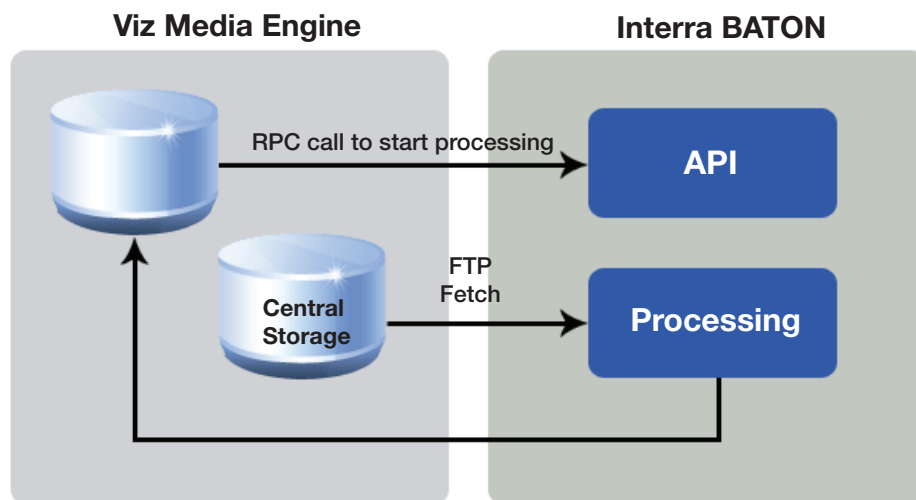 Viz Media Engine
Interra BATON
RPC call to start processing
API
FTP
Fetch
Central
Storage
Processing